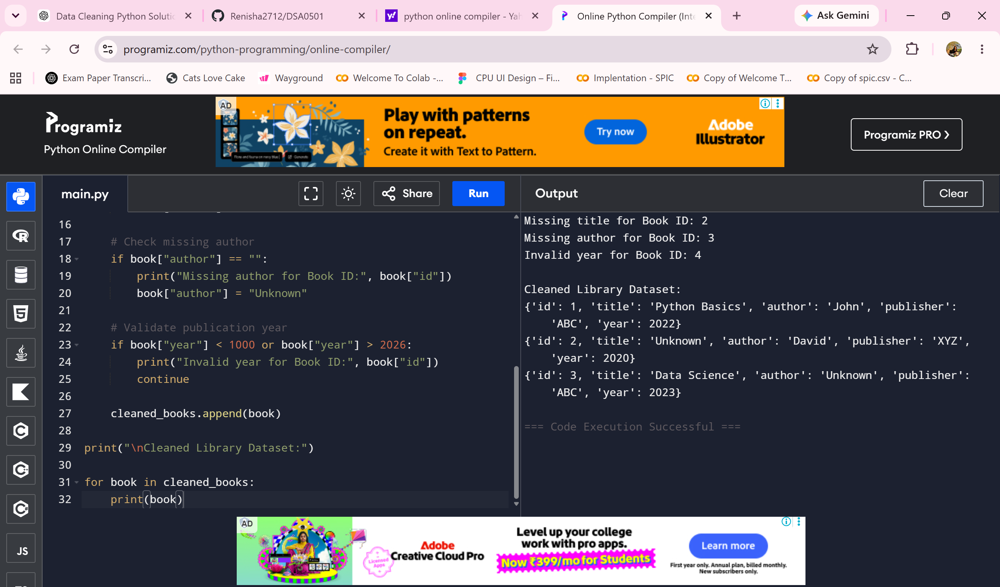 Data Cleaning Python Solutic
Renisha2712/DSA0501
python online compiler - Yah
Online Python Compiler (Inte
Ask Gemini
programiz.com/python-programming/online-compiler/
Exam Paper Transcri...
Cats Love Cake
Wayground
Welcome To Colab -...
CPU UI Design – Fi...
Implentation - SPIC
Copy of Welcome T...
Copy of spic.csv - C...
Programiz
Python Online Compiler
AD
Flora and fauna on navy blue
Generate
Play with patterns
on repeat.
Create it with Text to Pattern.
Try now
Adobe
Illustrator
Programiz PRO ❯
main.py
Share
Run
Output
Clear
16
17     # Check missing author
18     if book["author"] == "":
19         print("Missing author for Book ID:", book["id"])
20         book["author"] = "Unknown"
21
22     # Validate publication year
23     if book["year"] < 1000 or book["year"] > 2026:
24         print("Invalid year for Book ID:", book["id"])
25         continue
26
27     cleaned_books.append(book)
28
29 print("\nCleaned Library Dataset:")
30
31 for book in cleaned_books:
32     print(book)
Missing title for Book ID: 2
Missing author for Book ID: 3
Invalid year for Book ID: 4
Cleaned Library Dataset:
{'id': 1, 'title': 'Python Basics', 'author': 'John', 'publisher':
'ABC', 'year': 2022}
{'id': 2, 'title': 'Unknown', 'author': 'David', 'publisher': 'XYZ',
'year': 2020}
{'id': 3, 'title': 'Data Science', 'author': 'Unknown', 'publisher':
'ABC', 'year': 2023}
=== Code Execution Successful ===
R
5
C
C++
C#
JS
AD
Licensed
Apps
Adobe
Creative Cloud Pro
Level up your college
work with pro apps.
Now ₹399/mo for Students
Learn more
First year only. Annual plan, billed monthly.
New subscribers only.